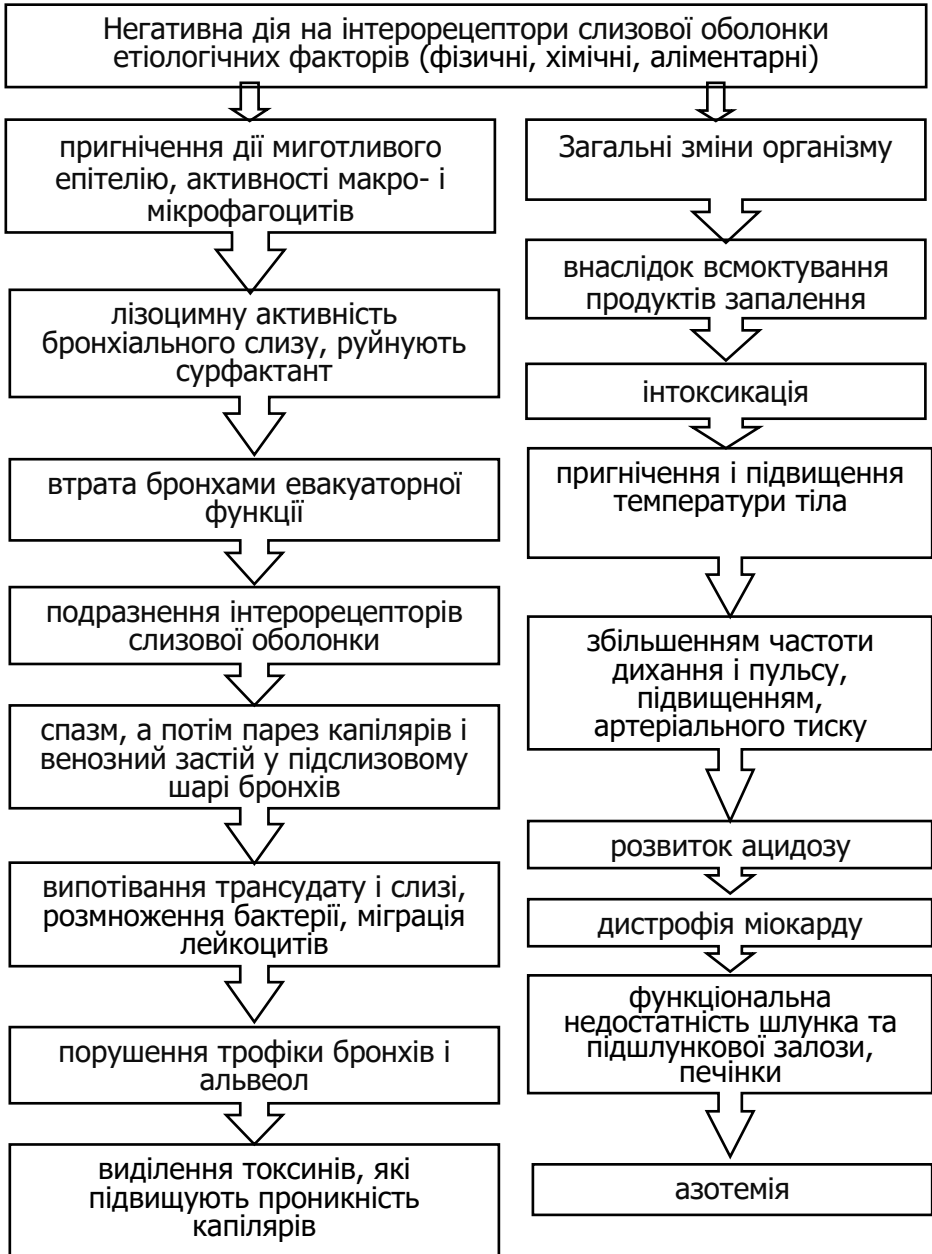 Негативна дія на інтерорецептори слизової оболонки
етіологічних факторів (фізичні, хімічні, аліментарні)
пригнічення дії миготливого
епітелію, активності макро- і
мікрофагоцитів
лізоцимну активність
бронхіального слизу, руйнують
сурфактант
втрата бронхами евакуаторної
функції
подразнення інтерорецепторів
слизової оболонки
спазм, а потім парез капілярів і
венозний застій у підслизовому
шарі бронхів
випотівання трансудату і слизі,
розмноження бактерії, міграція
лейкоцитів
порушення трофіки бронхів і
альвеол
виділення токсинів, які
підвищують проникність
капілярів
Загальні зміни організму
внаслідок всмоктування
продуктів запалення
інтоксикація
пригнічення і підвищення
температури тіла
збільшенням частоти
дихання і пульсу,
підвищенням,
артеріального тиску
розвиток ацидозу
дистрофія міокарду
функціональна
недостатність шлунка та
підшлункової залози,
печінки
азотемія